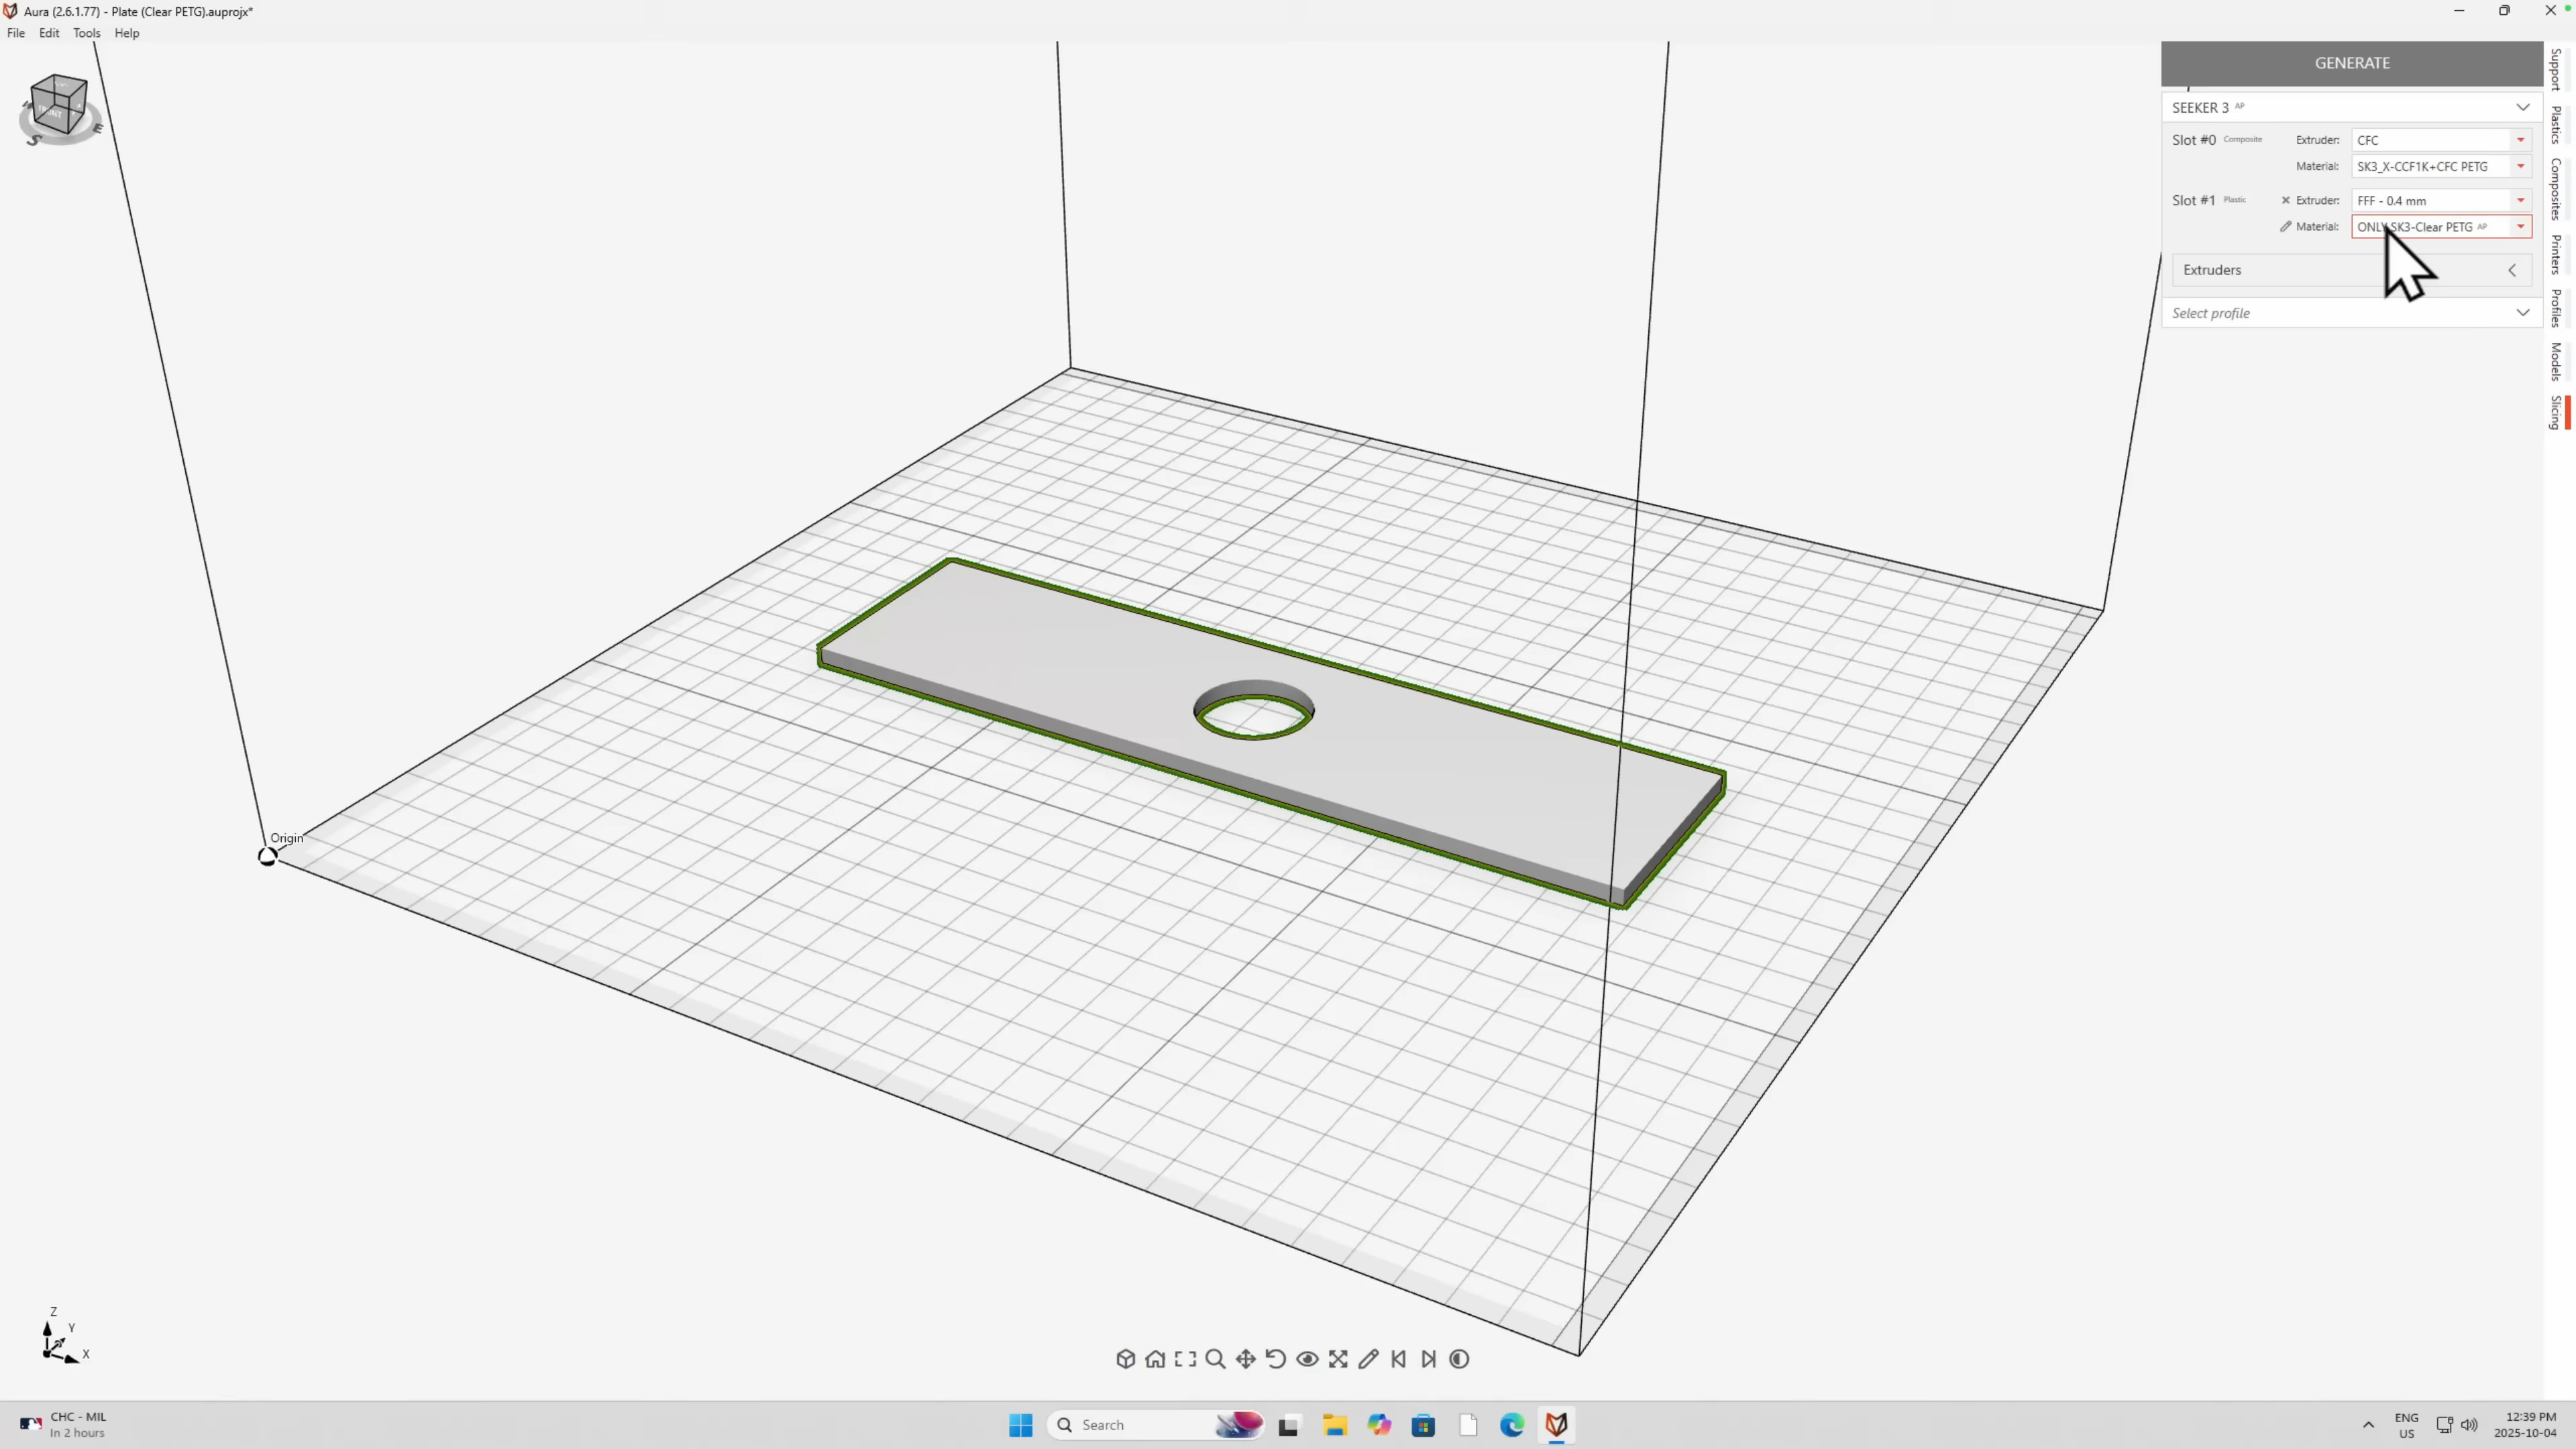 Aura (2.6.1.77) - Plate (Clear PETG).auprojx*
File Edit Tools Help
GENERATE
SEEKER 3 AP
Slot #0 Composite Extruder: CFC
Material: SK3_X-CCF1K+CFC PETG
Slot #1 Plastic Extruder: FFF - 0.4 mm
Material: ONLY SK3-Clear PETG AP
Extruders
Select profile
Support
Plastics
Composites
Printers
Profiles
Models
Slicing
S
E
Origin
Z
Y
X
CHC - MIL
In 2 hours
Search
ENG
US
12:39 PM
2025-10-04